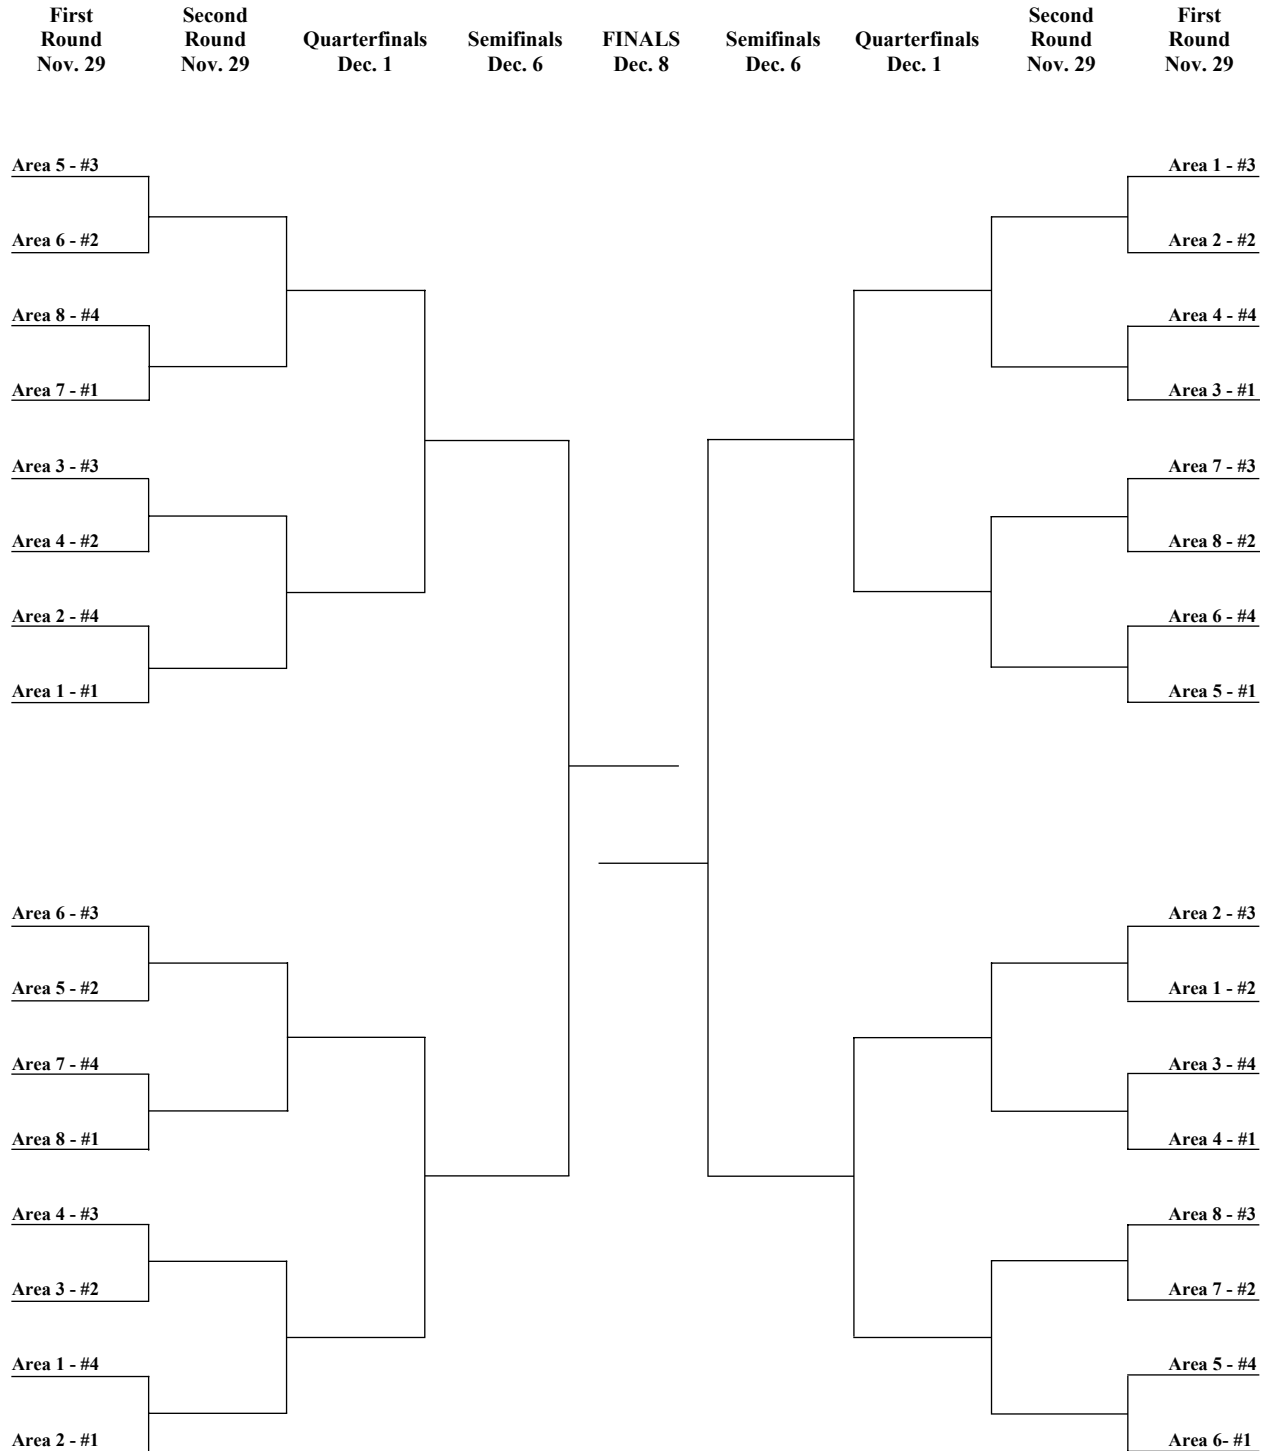 First Round Nov. 29
Second Round Nov. 29
Quarterfinals Dec. 1
Semifinals Dec. 6
FINALS Dec. 8
Semifinals Dec. 6
Quarterfinals Dec. 1
Second Round Nov. 29
First Round Nov. 29
Area 5 - #3
Area 6 - #2
Area 8 - #4
Area 7 - #1
Area 3 - #3
Area 4 - #2
Area 2 - #4
Area 1 - #1
Area 6 - #3
Area 5 - #2
Area 7 - #4
Area 8 - #1
Area 4 - #3
Area 3 - #2
Area 1 - #4
Area 2 - #1
Area 1 - #3
Area 2 - #2
Area 4 - #4
Area 3 - #1
Area 7 - #3
Area 8 - #2
Area 6 - #4
Area 5 - #1
Area 2 - #3
Area 1 - #2
Area 3 - #4
Area 4 - #1
Area 8 - #3
Area 7 - #2
Area 5 - #4
Area 6- #1